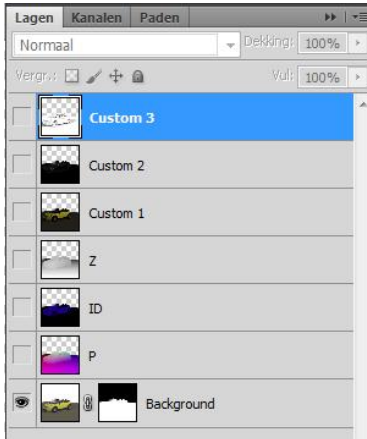 Lagen Kanalen Paden
Normaal Dekking: 100%
Vergr.: Vul: 100%
Custom 3
Custom 2
Custom 1
Z
ID
P
Background